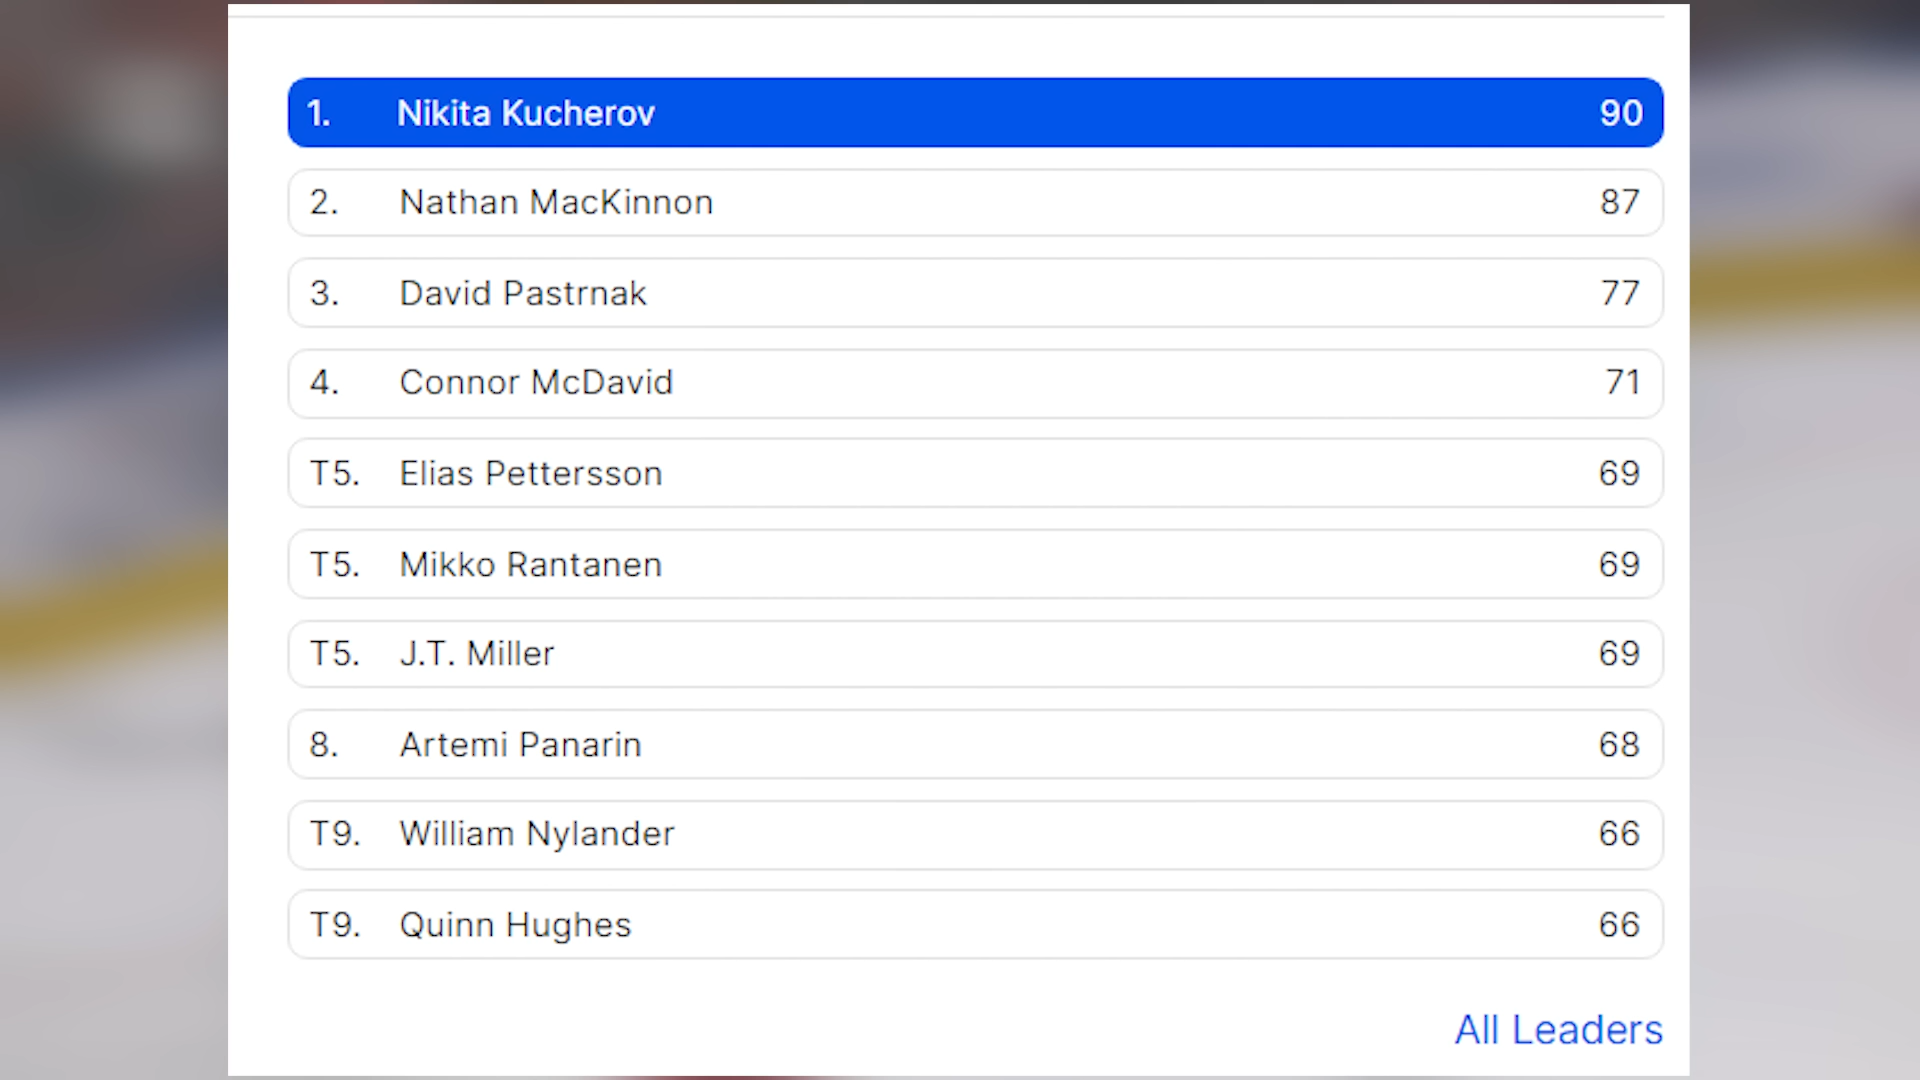 1. Nikita Kucherov 90
2. Nathan MacKinnon 87
3. David Pastrnak 77
4. Connor McDavid 71
T5. Elias Pettersson 69
T5. Mikko Rantanen 69
T5. J.T. Miller 69
8. Artemi Panarin 68
T9. William Nylander 66
T9. Quinn Hughes 66
All Leaders